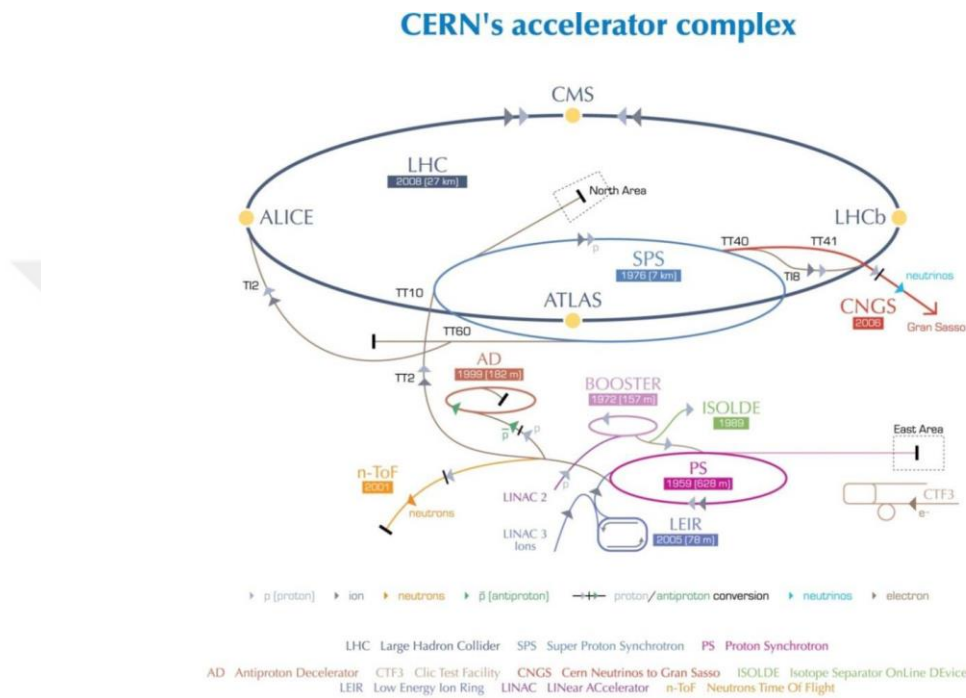 CERN's accelerator complex
CMS
LHC
2008 (27 km)
North Area
ALICE
LHCb
TT40
TT41
p
SPS
1976 (7 km)
TI8
neutrinos
TI2
TT10
ATLAS
CNGS
2006
Gran Sasso
TT60
AD
1999 (182 m)
TT2
BOOSTER
1972 (157 m)
ISOLDE
1989
p
p̅
East Area
n-ToF
2001
p
PS
1959 (628 m)
LINAC 2
neutrons
CTF3
e-
LEIR
2005 (78 m)
LINAC 3
Ions
p (proton) ion neutrons p̅ (antiproton) proton/antiproton conversion neutrinos electron
LHC Large Hadron Collider SPS Super Proton Synchrotron PS Proton Synchrotron
AD Antiproton Decelerator CTF3 Clic Test Facility CNGS Cern Neutrinos to Gran Sasso ISOLDE Isotope Separator OnLine DEvice
LEIR Low Energy Ion Ring LINAC LINear ACcelerator n-ToF Neutrons Time Of Flight